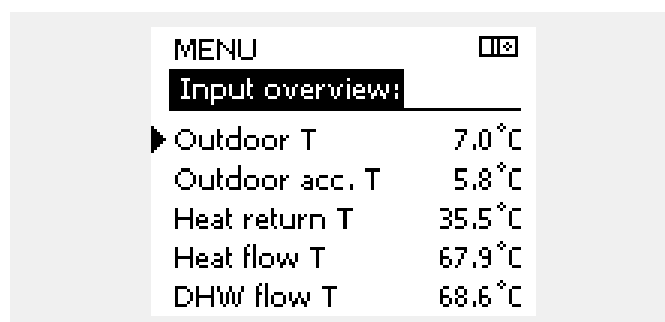 MENU
Input overview:
Outdoor T 7.0°C
Outdoor acc. T 5.8°C
Heat return T 35.5°C
Heat flow T 67.9°C
DHW flow T 68.6°C